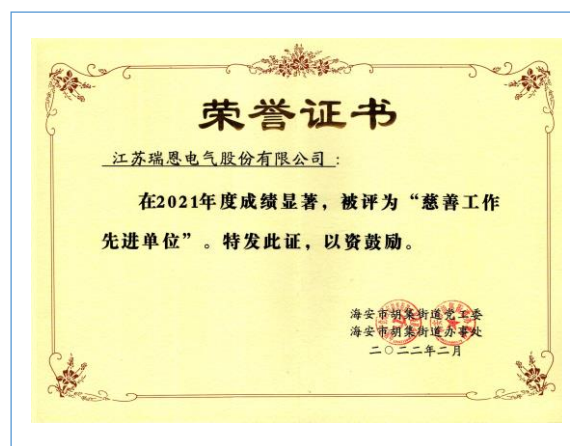 荣誉证书
江苏瑞恩电气股份有限公司：
在2021年度成绩显著，被评为“慈善工作
先进单位”。特发此证，以资鼓励。
海安市胡集街道党工委
海安市胡集街道办事处
二〇二二年二月